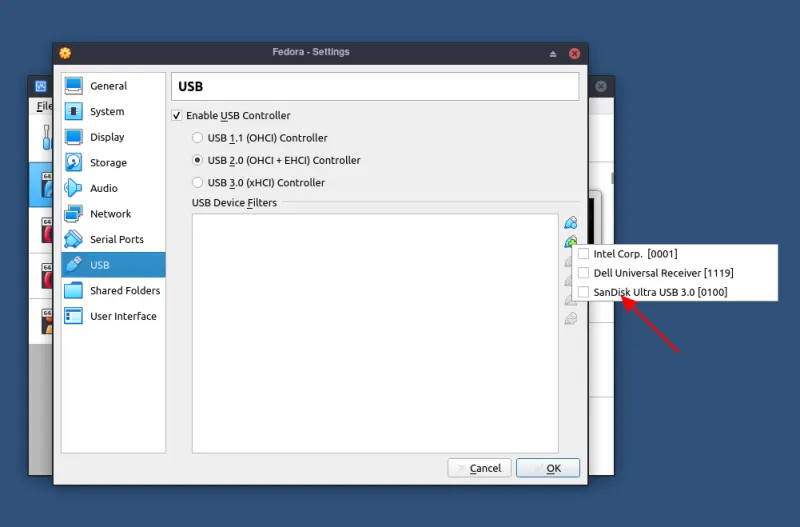 Fedora - Settings
File
General
System
Display
Storage
Audio
Network
Serial Ports
USB
Shared Folders
User Interface
USB
Enable USB Controller
USB 1.1 (OHCI) Controller
USB 2.0 (OHCI + EHCI) Controller
USB 3.0 (xHCI) Controller
USB Device Filters
Intel Corp. [0001]
Dell Universal Receiver [1119]
SanDisk Ultra USB 3.0 [0100]
Cancel
OK
64
64
64
64